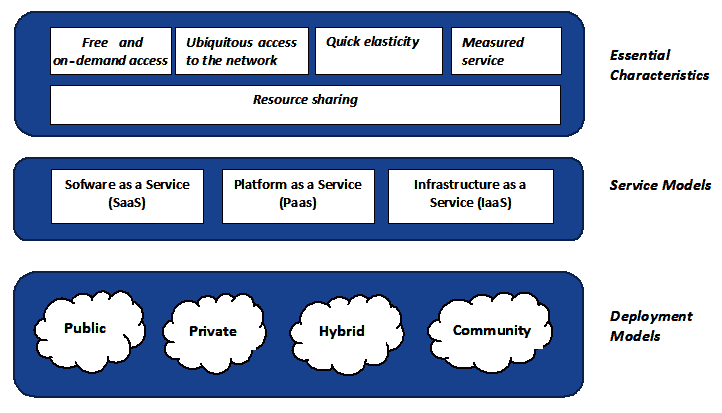 Free and
on-demand access
Ubiquitous access
to the network
Quick elasticity
Measured
service
Resource sharing
Essential
Characteristics
Sofware as a Service
(SaaS)
Platform as a Service
(Paas)
Infrastructure as a
Service (IaaS)
Service Models
Public
Private
Hybrid
Community
Deployment
Models